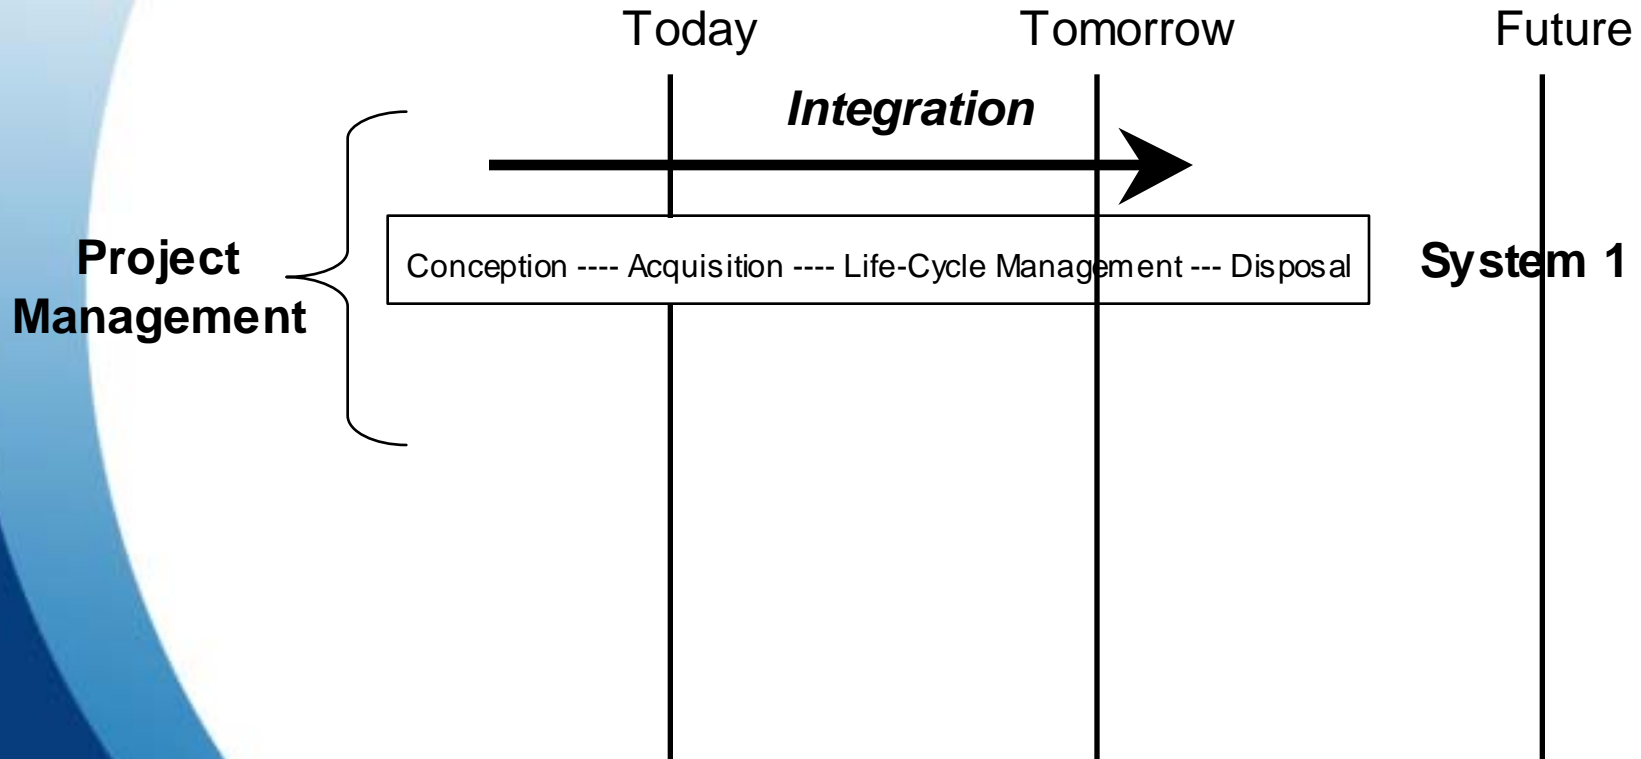 Today Tomorrow Future
Integration
Project
Management
Conception ---- Acquisition ---- Life-Cycle Management --- Disposal
System 1